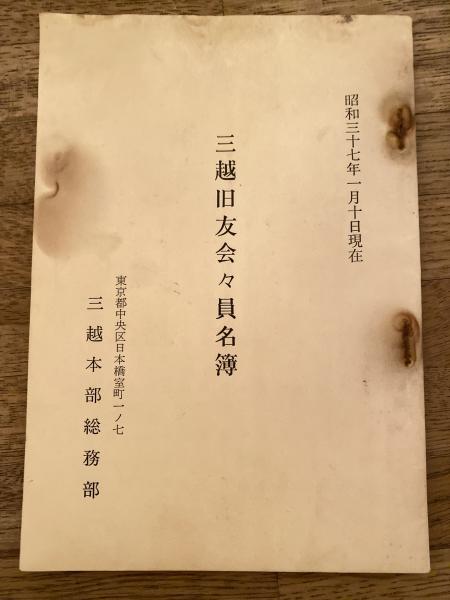 昭和三十七年一月十日現在
三越旧友会々員名簿
東京都中央区日本橋室町一ノ七
三越本部総務部